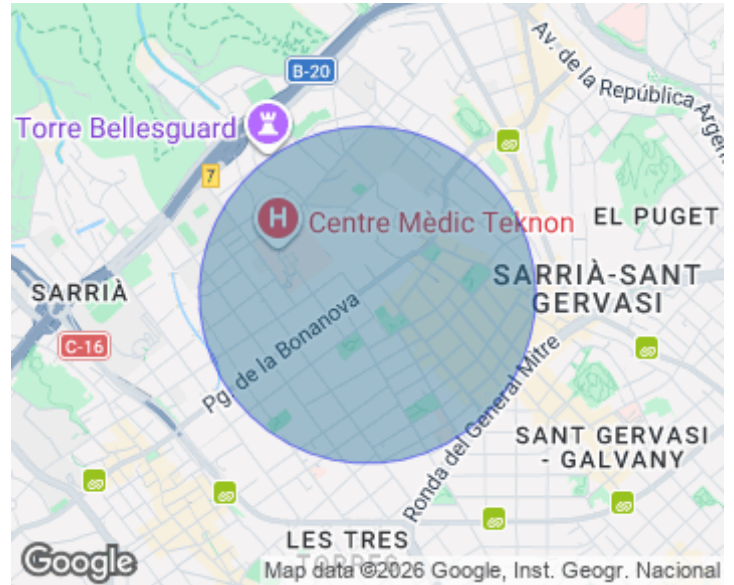 Av. de la República Argen
B-20
Torre Bellesguard
7
H
Centre Mèdic Teknon
EL PUGET
SARRIÀ-SANT
GERVASI
SARRIÀ
C-16
Pg. de la Bonanova
Ronda del General Mitre
SANT GERVASI
- GALVANY
LES TRES
TORRES
Google
Map data ©2026 Google, Inst. Geogr. Nacional